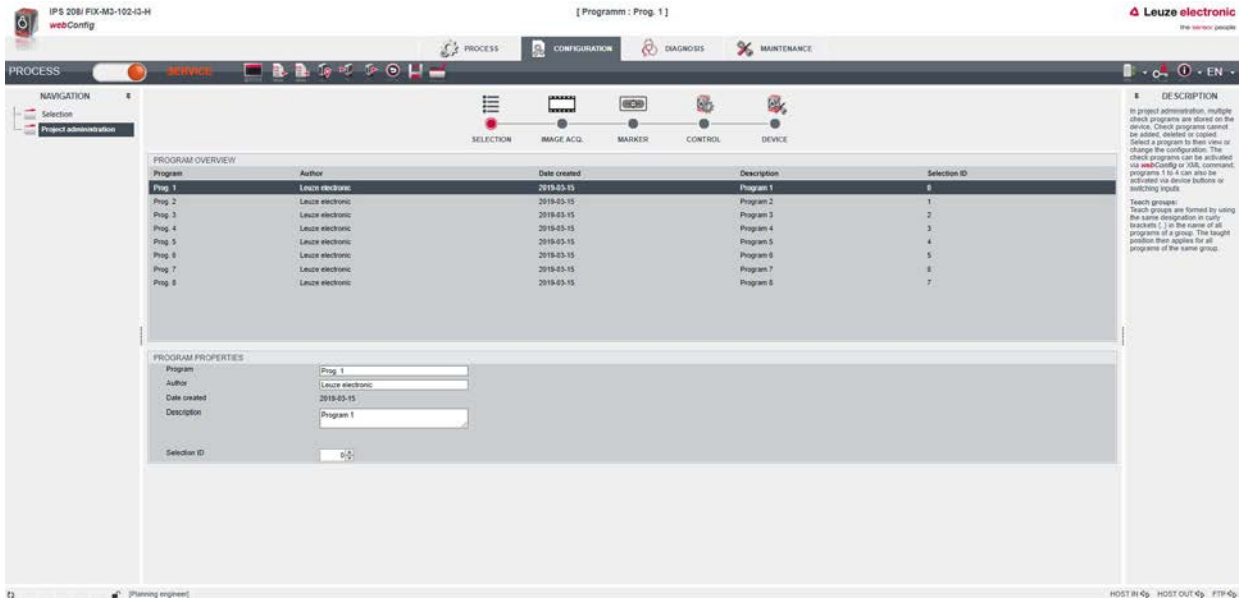 IPS 208i FIX-M3-102-I3-H
webConfig
[ Programm : Prog. 1 ]
Leuze electronic
the sensor people
PROCESS
CONFIGURATION
DIAGNOSIS
MAINTENANCE
PROCESS
SERVICE
EN
NAVIGATION
Selection
Project administration
SELECTION
IMAGE ACQ.
MARKER
CONTROL
DEVICE
PROGRAM OVERVIEW
Program Author Date created Description Selection ID
Prog. 1 Leuze electronic 2019-03-15 Program 1 0
Prog. 2 Leuze electronic 2019-03-15 Program 2 1
Prog. 3 Leuze electronic 2019-03-15 Program 3 2
Prog. 4 Leuze electronic 2019-03-15 Program 4 3
Prog. 5 Leuze electronic 2019-03-15 Program 5 4
Prog. 6 Leuze electronic 2019-03-15 Program 6 5
Prog. 7 Leuze electronic 2019-03-15 Program 7 6
Prog. 8 Leuze electronic 2019-03-15 Program 8 7
PROGRAM PROPERTIES
Program Prog. 1
Author Leuze electronic
Date created 2019-03-15
Description Program 1
Selection ID 0
DESCRIPTION
In project administration, multiple
check programs are stored on the
device. Check programs cannot
be added, deleted or copied.
Select a program to then view or
change the configuration. The
check programs can be activated
via webConfig or XML command;
programs 1 to 4 can also be
activated via device buttons or
switching inputs.
Teach groups:
Teach groups are formed by using
the same designation in curly
brackets {..} in the name of all
programs of a group. The taught
position then applies for all
programs of the same group.
[Planning engineer]
HOST IN HOST OUT FTP